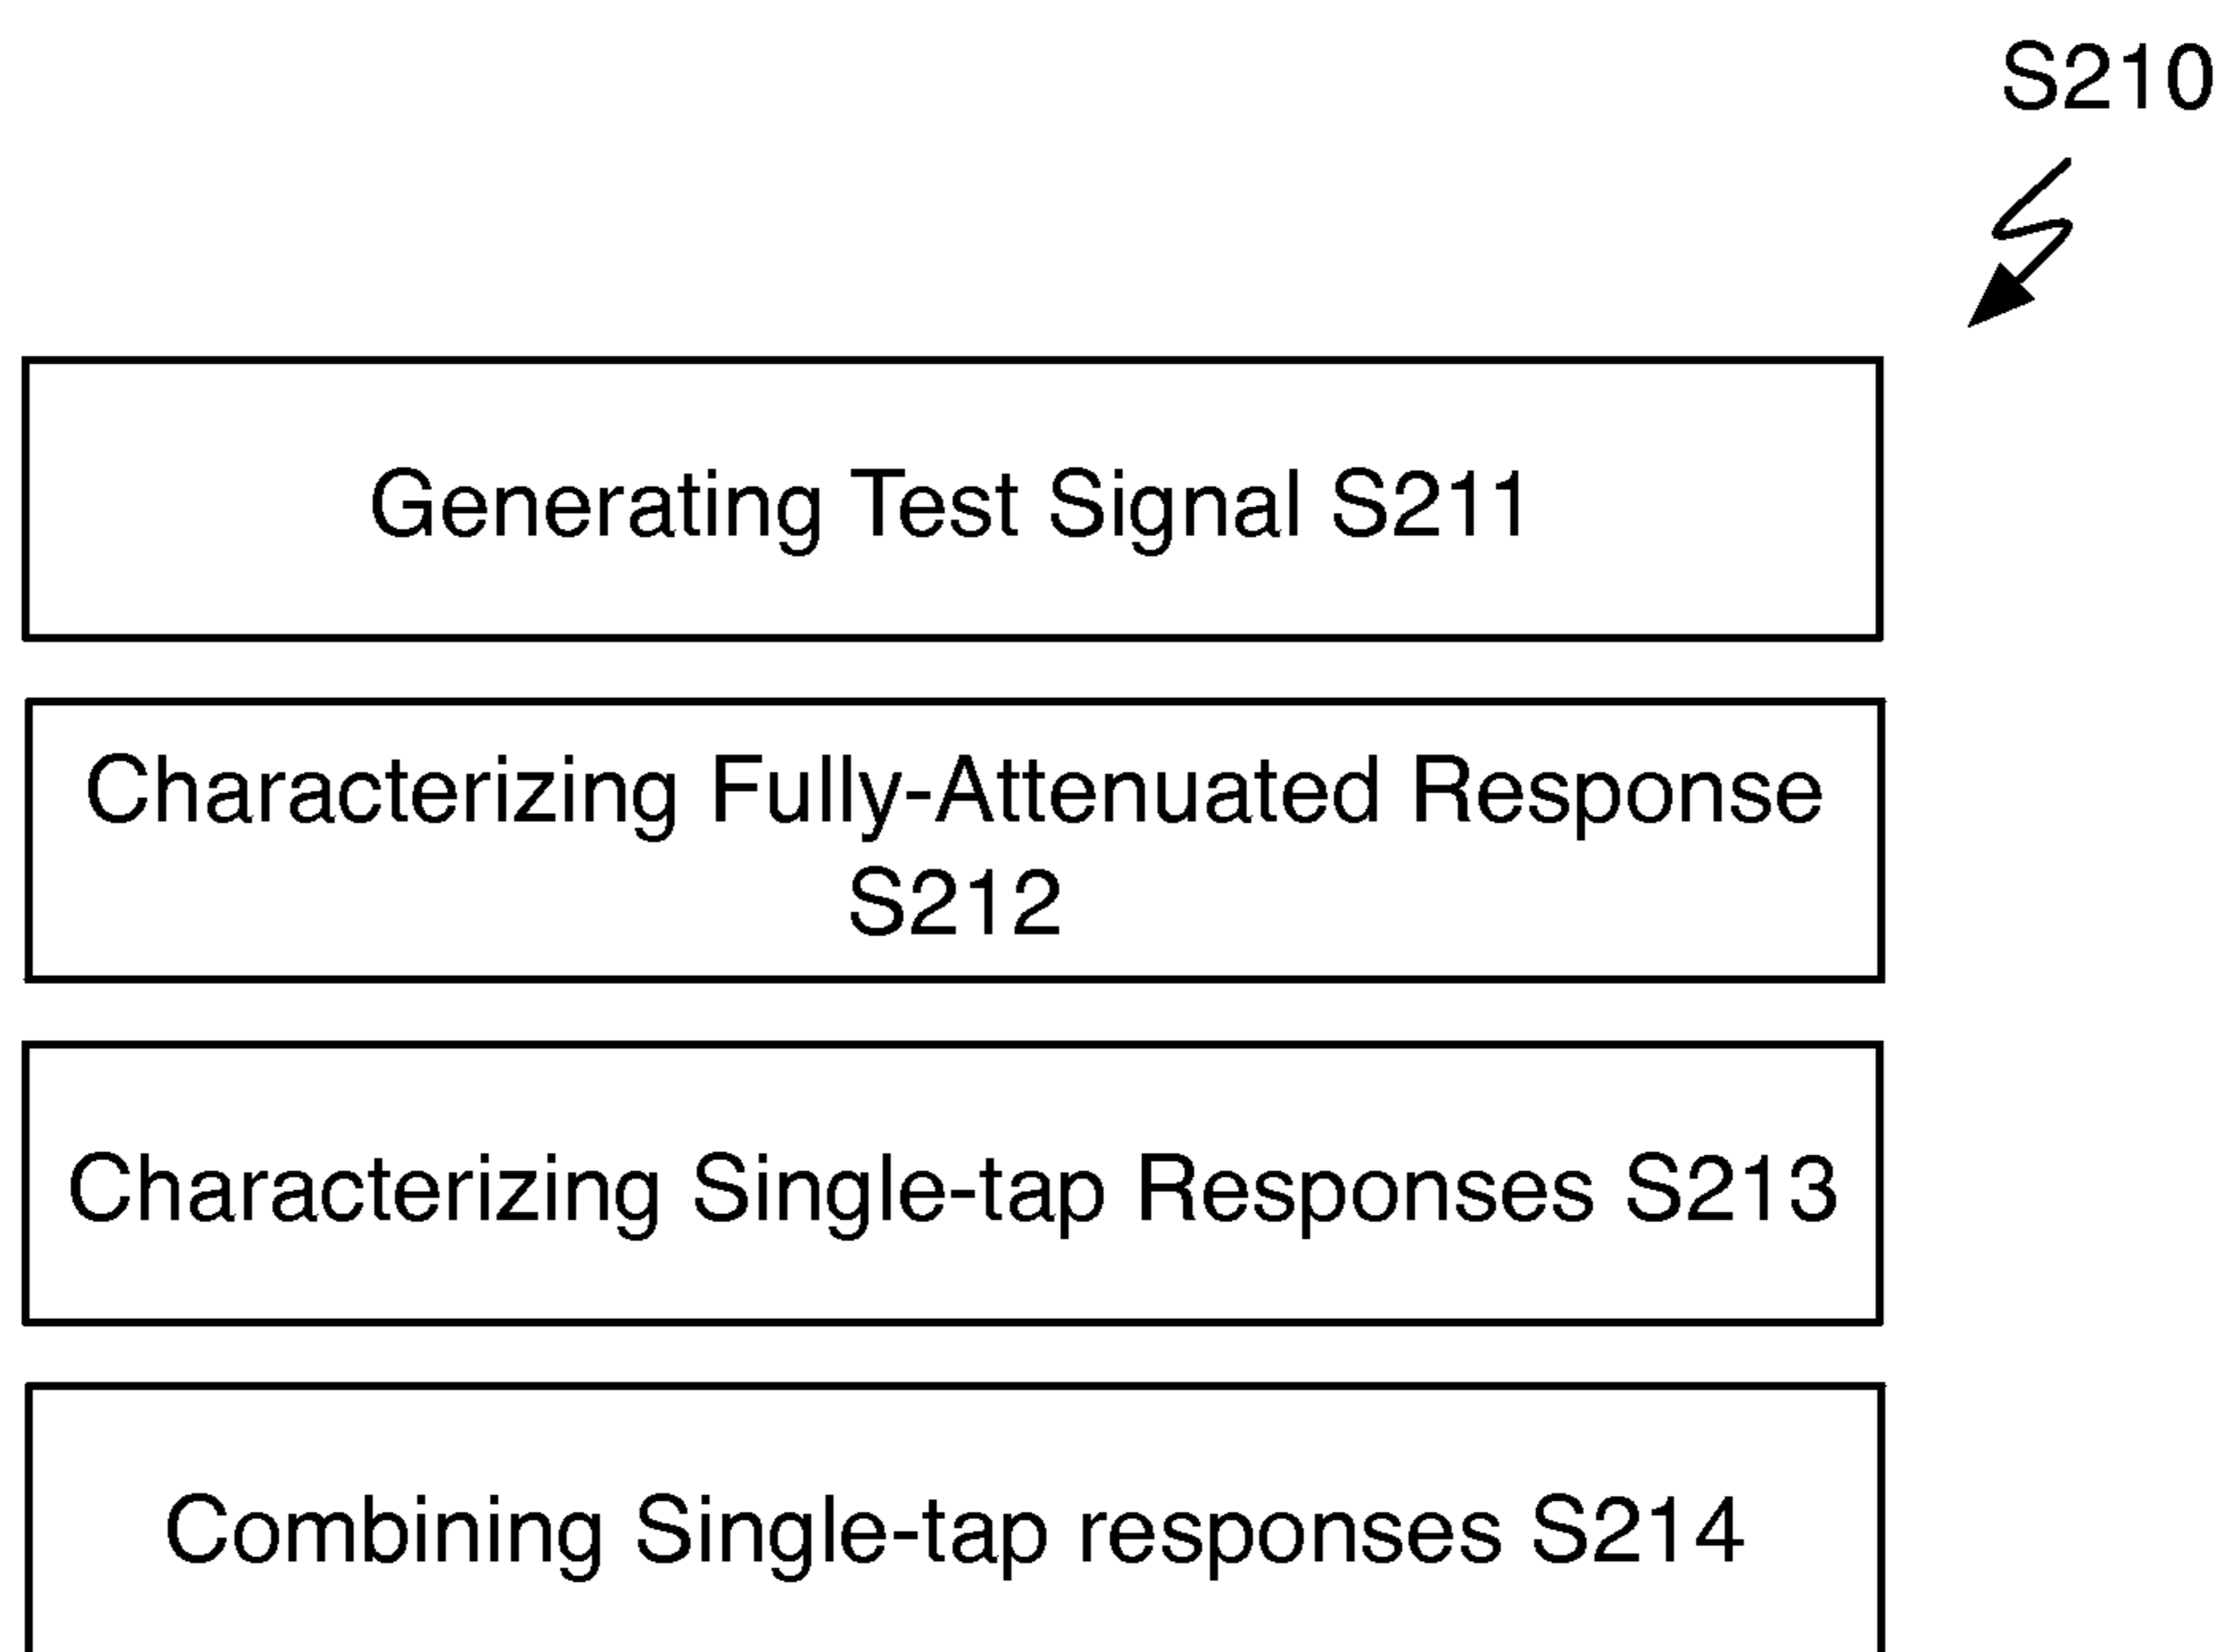 S210
Generating Test Signal S211
Characterizing Fully-Attenuated Response
S212
Characterizing Single-tap Responses S213
Combining Single-tap responses S214